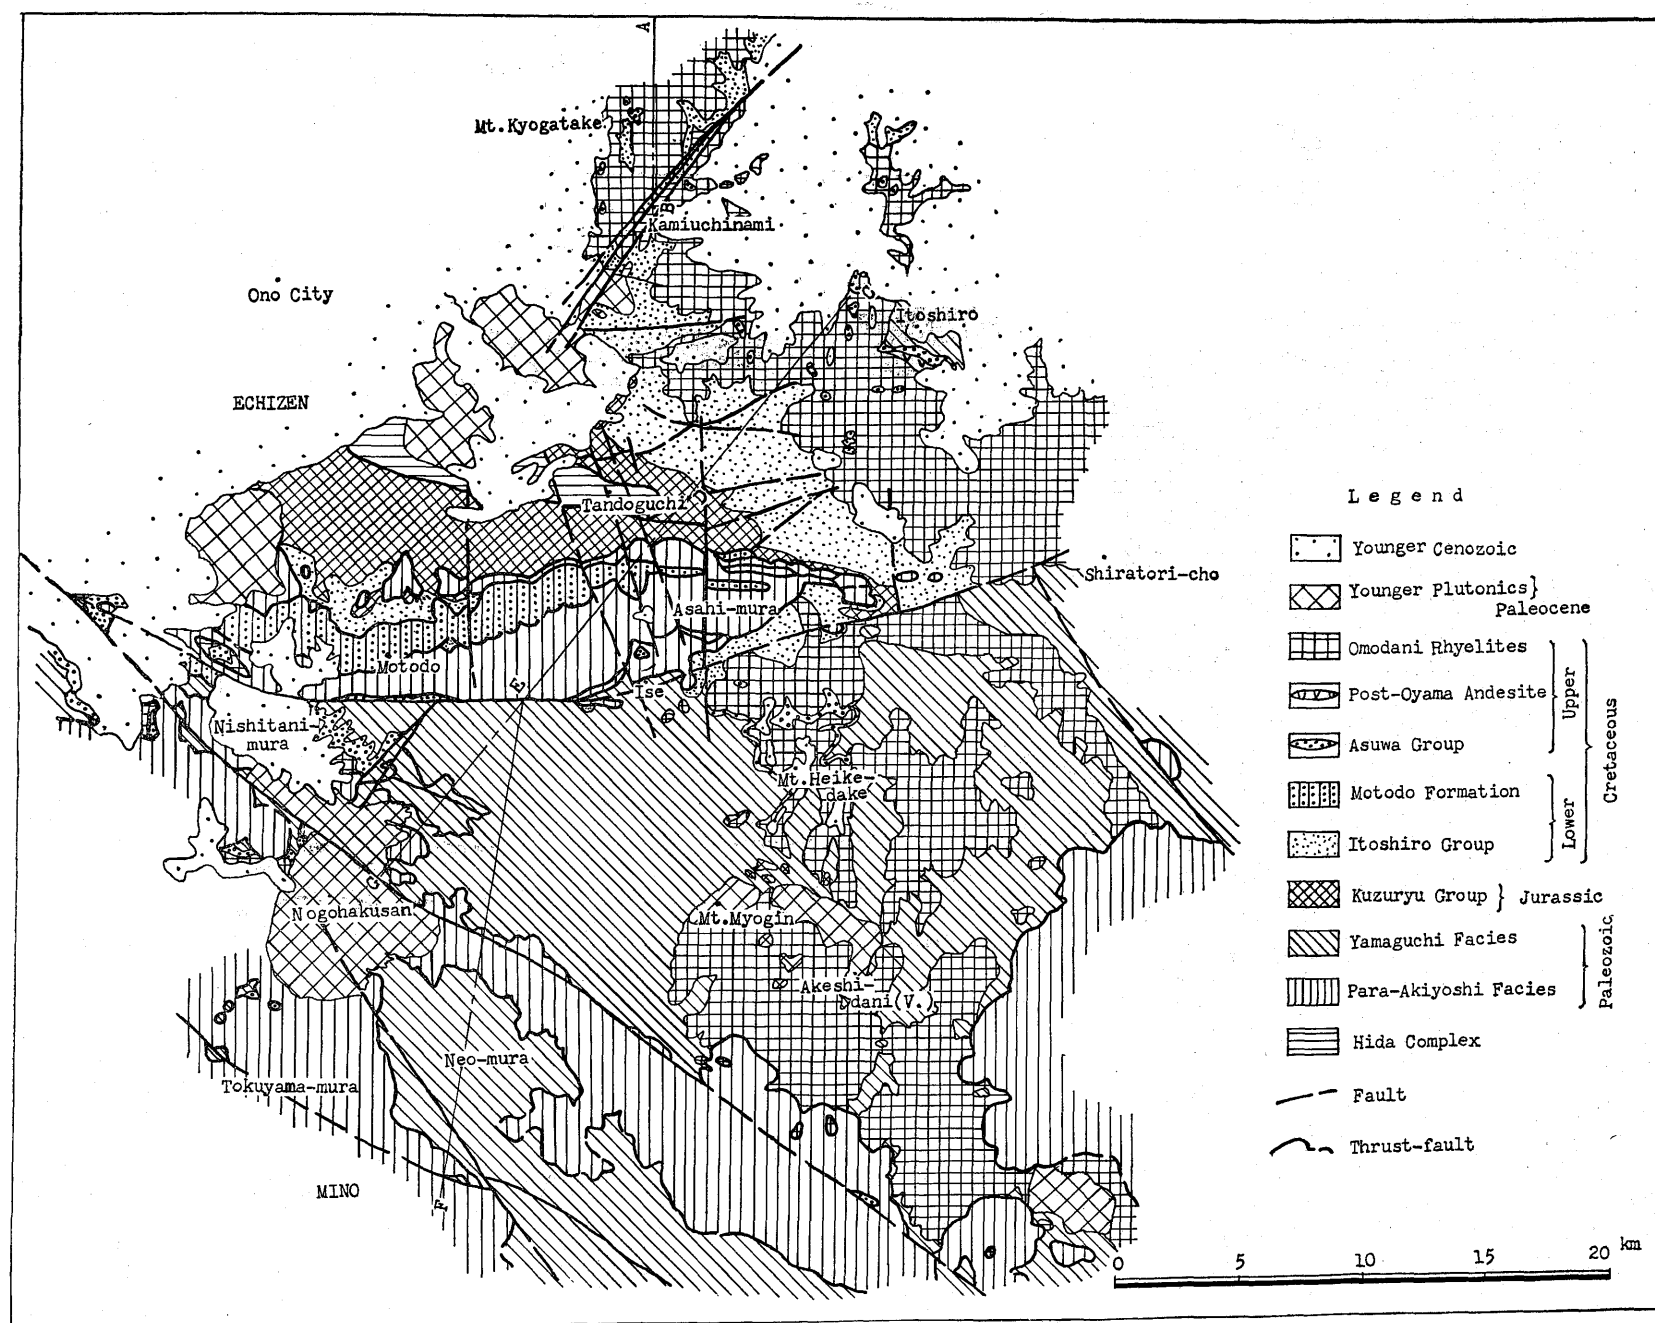 A
Mt.Kyogatake
B
Kamiuchinami
Ono City
C
Itoshiro
ECHIZEN
Tandoguchi
D
Shiratori-cho
Asahi-mura
Motodo
E
Ise
Nishitani-
mura
Mt.Heike-
dake
G
Nogohakusan
Mt.Myogin
Akeshi-
dani(V.)
Neo-mura
Tokuyama-mura
MINO
F
Legend
Younger Cenozoic
Younger Plutonics}
Paleocene
Omodani Rhyelites
Post-Oyama Andesite
Asuwa Group
Upper
Motodo Formation
Itoshiro Group
Lower
Cretaceous
Kuzuryu Group } Jurassic
Yamaguchi Facies
Para-Akiyoshi Facies
Paleozoic
Hida Complex
Fault
Thrust-fault
0 5 10 15 20 km